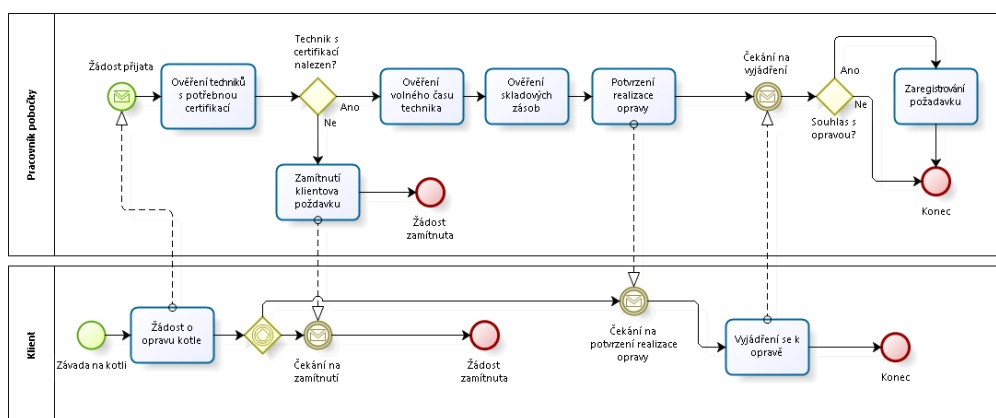 Pracovník pobočky
Žádost přijata
Ověření techniků
s potřebnou
certifikací
Technik s
certifikací
nalezen?
Ano
Ne
Ověření
volného času
technika
Ověření
skladových
zásob
Potvrzení
realizace
opravy
Čekání na
vyjádření
Ano
Ne
Souhlas s
opravou?
Zaregistrování
požadavku
Konec
Zamítnutí
klientova
poždavku
Žádost
zamítnuta
Klient
Závada na kotli
Žádost o
opravu kotle
Čekání na
zamítnutí
Žádost
zamítnuta
Čekání na
potvrzení realizace
opravy
Vyjádření se k
opravě
Konec